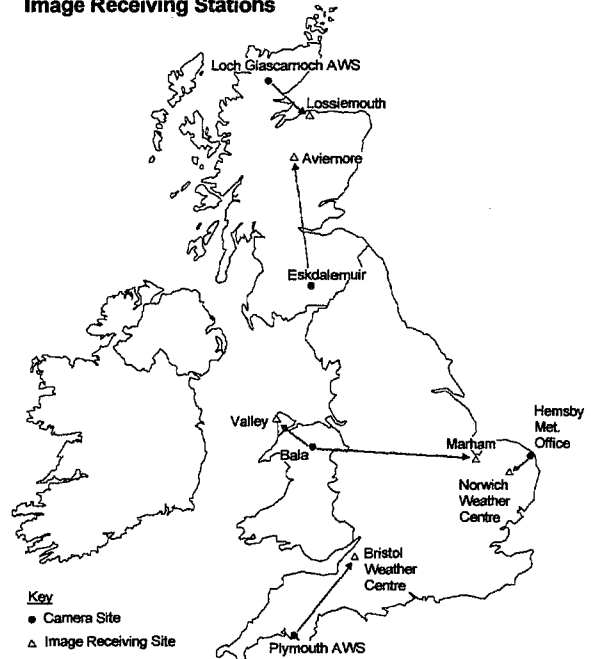 Image Receiving Stations
Loch Glascarnoch AWS
Lossiemouth
Aviemore
Eskdalemuir
Valley
Bala
Marham
Hemsby
Met.
Office
Norwich
Weather
Centre
Bristol
Weather
Centre
Plymouth AWS
Key
Camera Site
Image Receiving Site